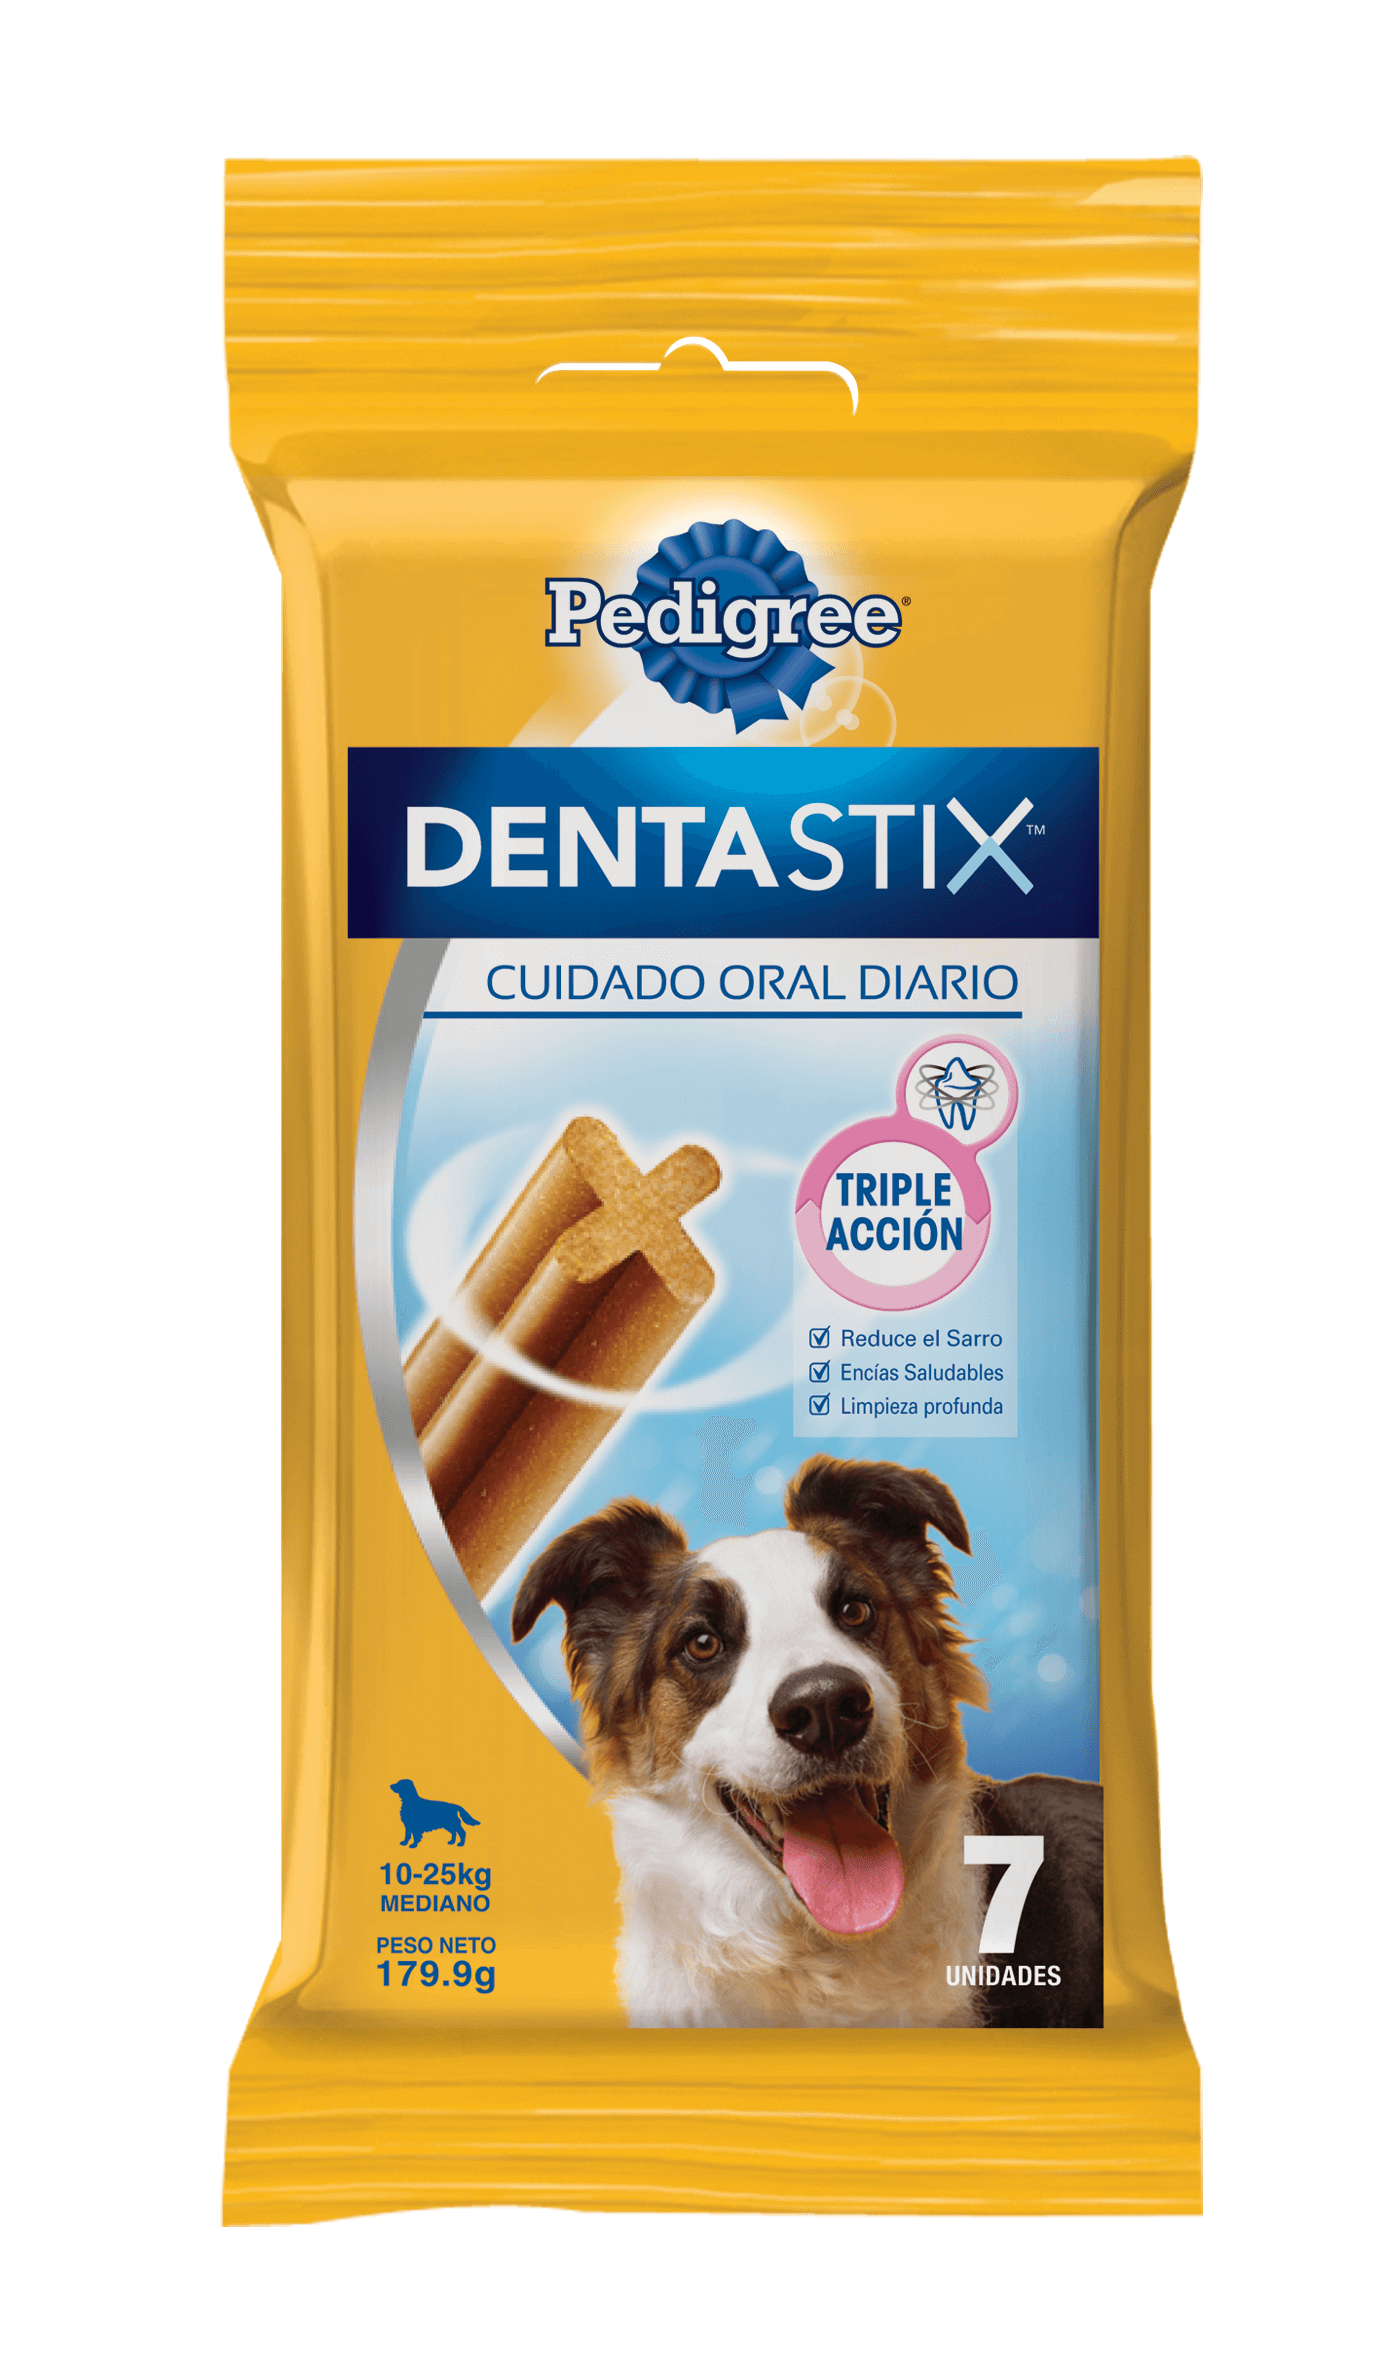 Pedigree®
DENTASTIX™
CUIDADO ORAL DIARIO
TRIPLE
ACCIÓN
Reduce el Sarro
Encías Saludables
Limpieza profunda
10-25kg
MEDIANO
PESO NETO
179.9g
7
UNIDADES